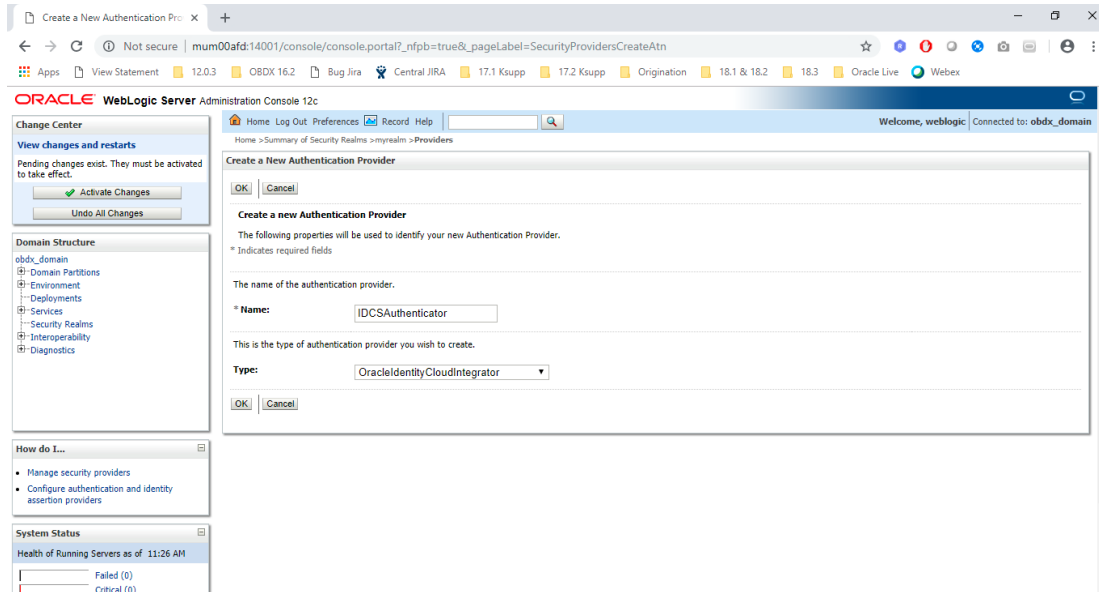 Create a New Authentication Pro
Not secure | mum00afd:14001/console/console.portal?_nfpb=true&_pageLabel=SecurityProvidersCreateAtn
Apps View Statement 12.0.3 OBDX 16.2 Bug Jira Central JIRA 17.1 Ksupp 17.2 Ksupp Origination 18.1 & 18.2 18.3 Oracle Live Webex
ORACLE WebLogic Server Administration Console 12c
Change Center
View changes and restarts
Pending changes exist. They must be activated
to take effect.
Activate Changes
Undo All Changes
Domain Structure
obdx_domain
Domain Partitions
Environment
Deployments
Services
Security Realms
Interoperability
Diagnostics
How do I...
Manage security providers
Configure authentication and identity
assertion providers
System Status
Health of Running Servers as of 11:26 AM
Failed (0)
Critical (0)
Home Log Out Preferences Record Help
Welcome, weblogic Connected to: obdx_domain
Home >Summary of Security Realms >myrealm >Providers
Create a New Authentication Provider
OK Cancel
Create a new Authentication Provider
The following properties will be used to identify your new Authentication Provider.
* Indicates required fields
The name of the authentication provider.
* Name: IDCSAuthenticator
This is the type of authentication provider you wish to create.
Type: OracleIdentityCloudIntegrator
OK Cancel